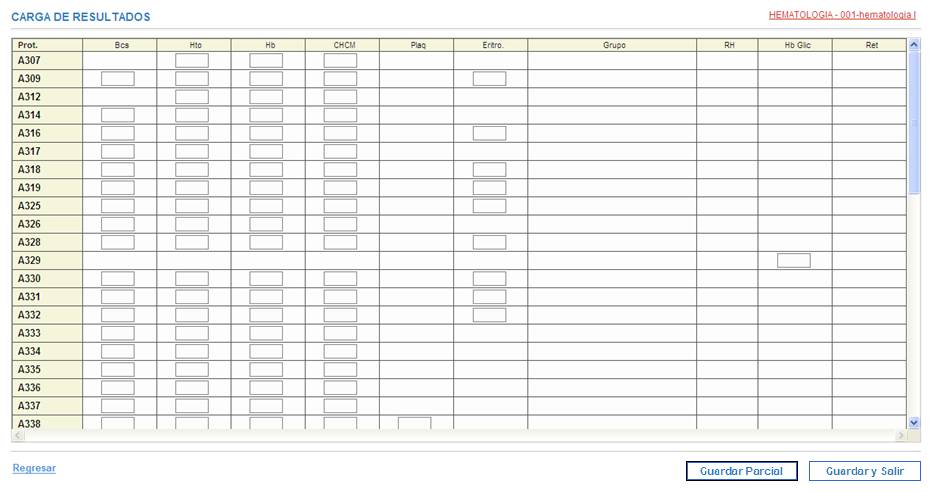 CARGA DE RESULTADOS
HEMATOLOGIA - 001-hematologia I
Prot. Bcs Hto Hb CHCM Plaq Eritro. Grupo RH Hb Glic Ret
A307
A309
A312
A314
A316
A317
A318
A319
A325
A326
A328
A329
A330
A331
A332
A333
A334
A335
A336
A337
A338
Regresar
Guardar Parcial Guardar y Salir